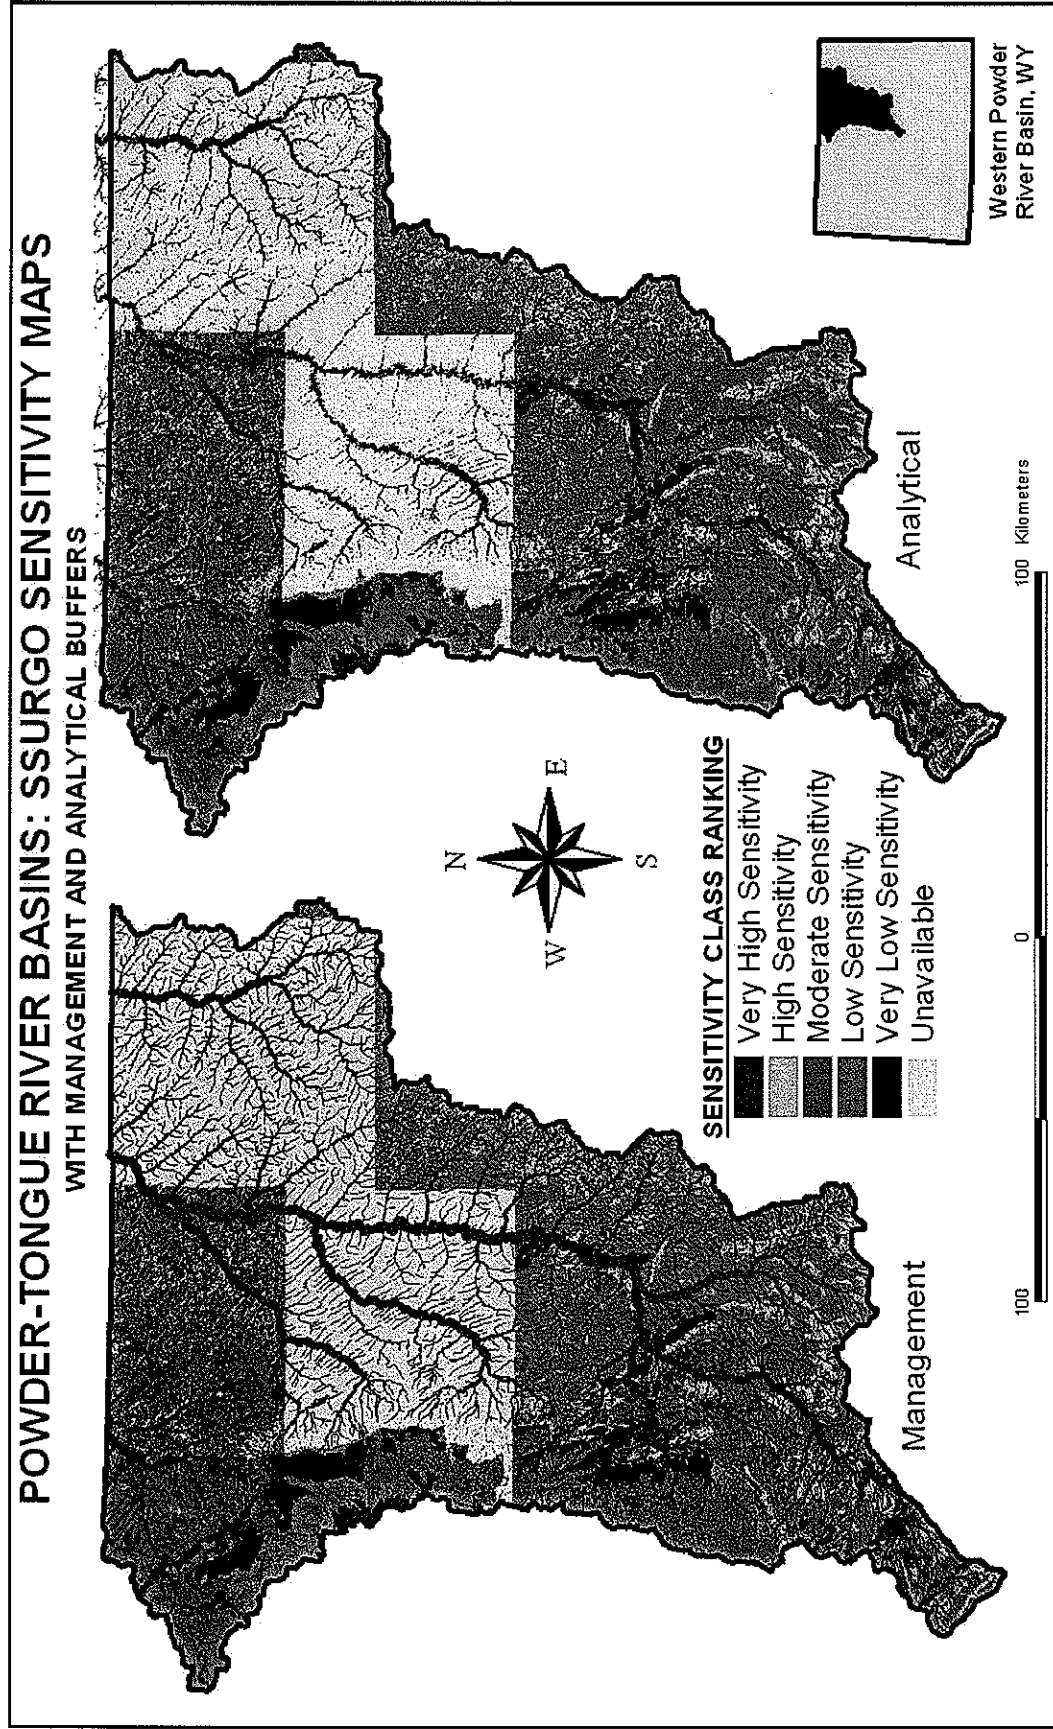 POWDER-TONGUE RIVER BASINS: SSURGO SENSITIVITY MAPS
WITH MANAGEMENT AND ANALYTICAL BUFFERS
N
W
E
S
SENSITIVITY CLASS RANKING
Very High Sensitivity
High Sensitivity
Moderate Sensitivity
Low Sensitivity
Very Low Sensitivity
Unavailable
Management
Analytical
100
0
100 Kilometers
Western Powder
River Basin, WY